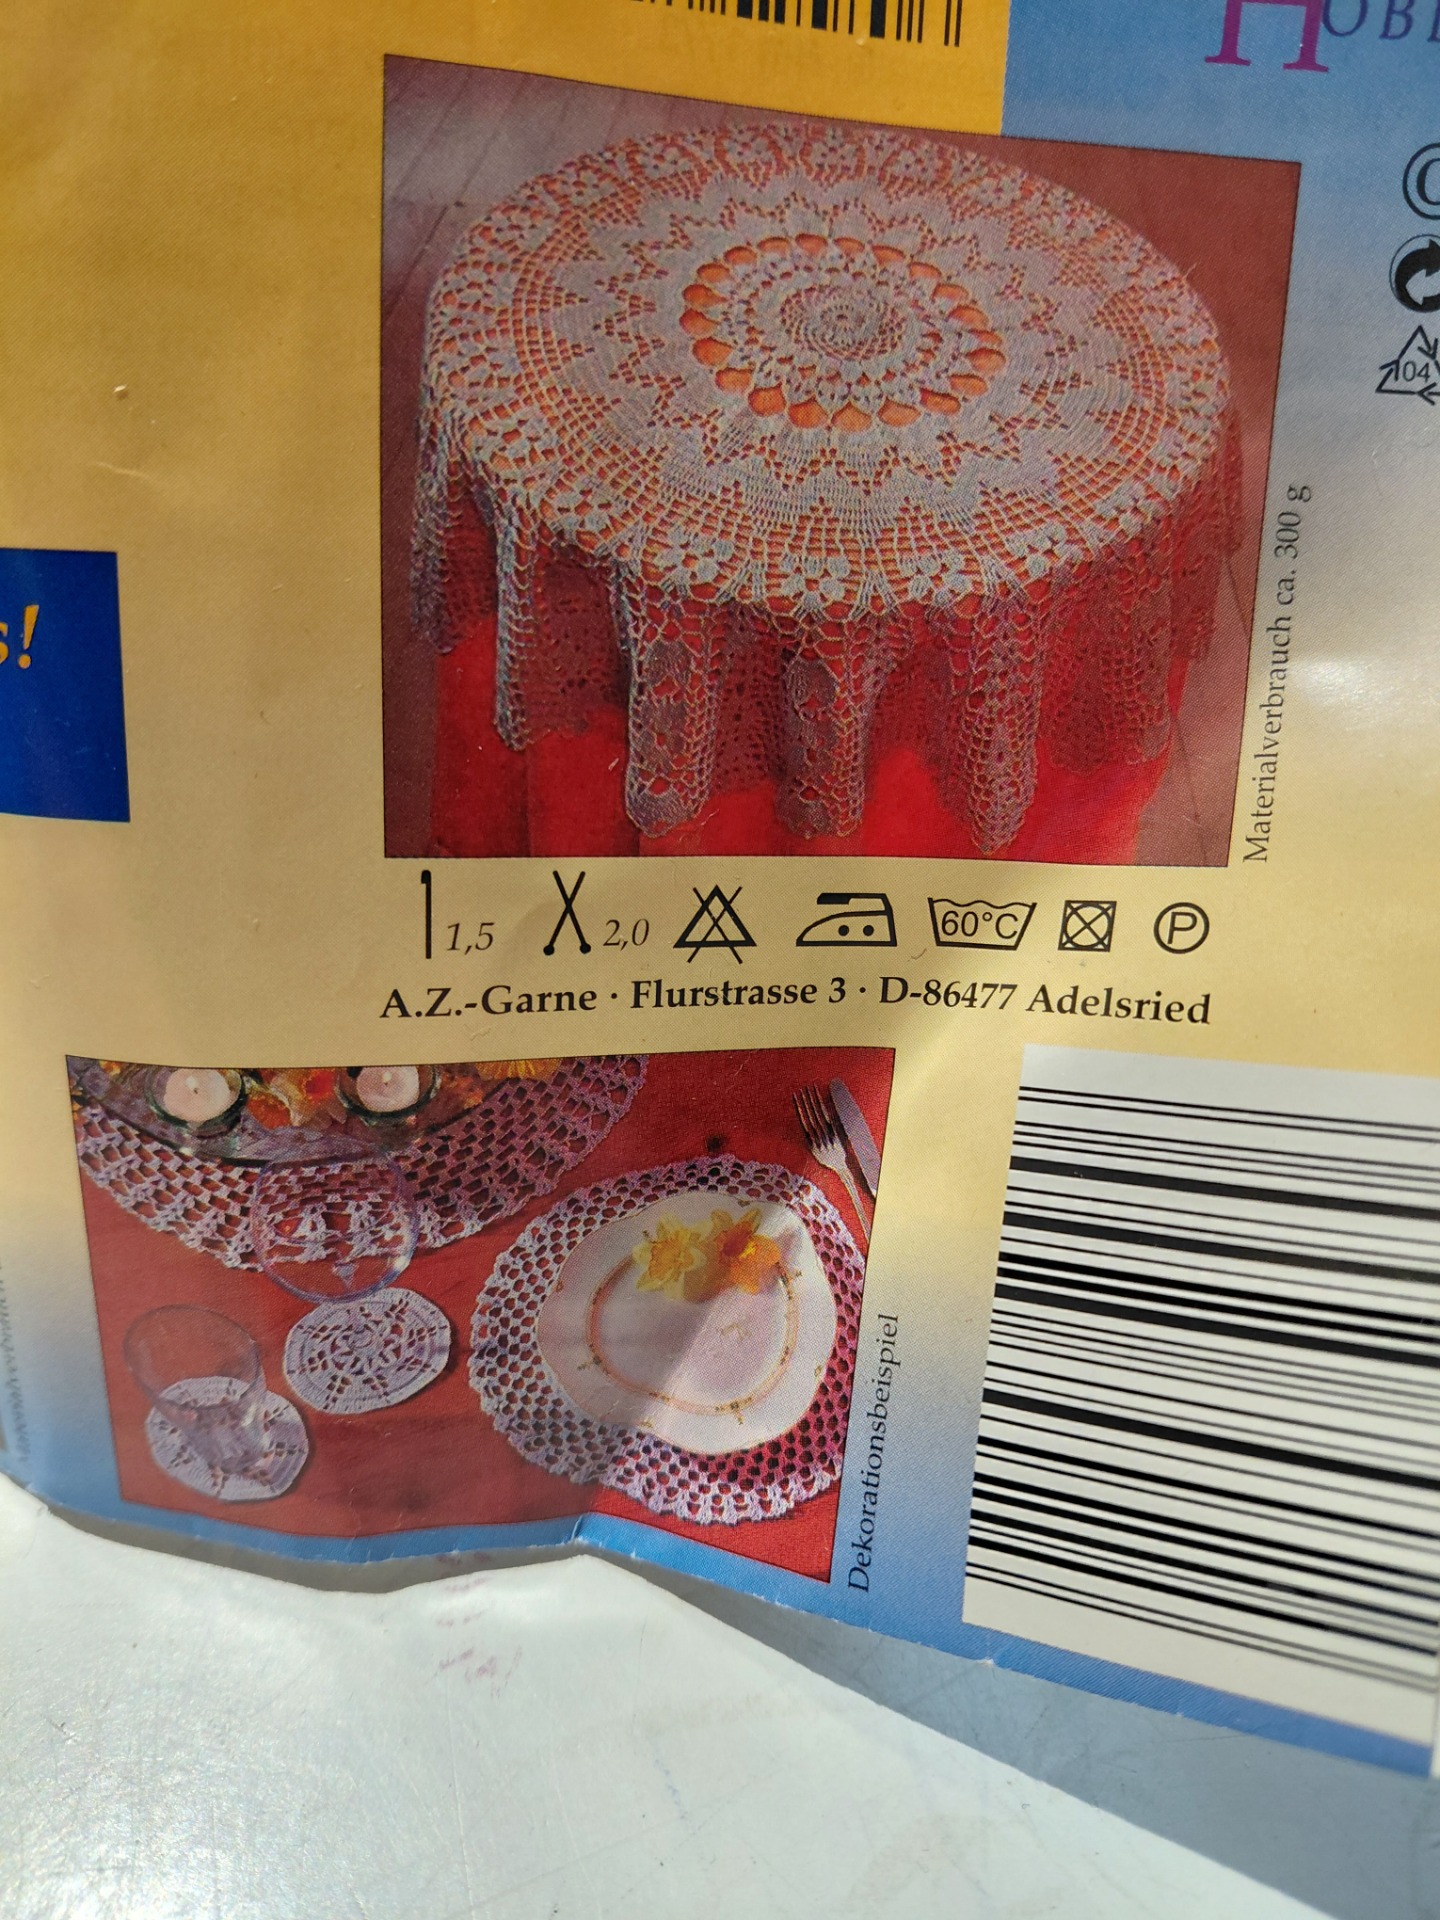 s!
Materialverbrauch ca. 300 g
04
1,5 2,0 60°C P
A.Z.-Garne · Flurstrasse 3 · D-86477 Adelsried
Dekorationsbeispiel